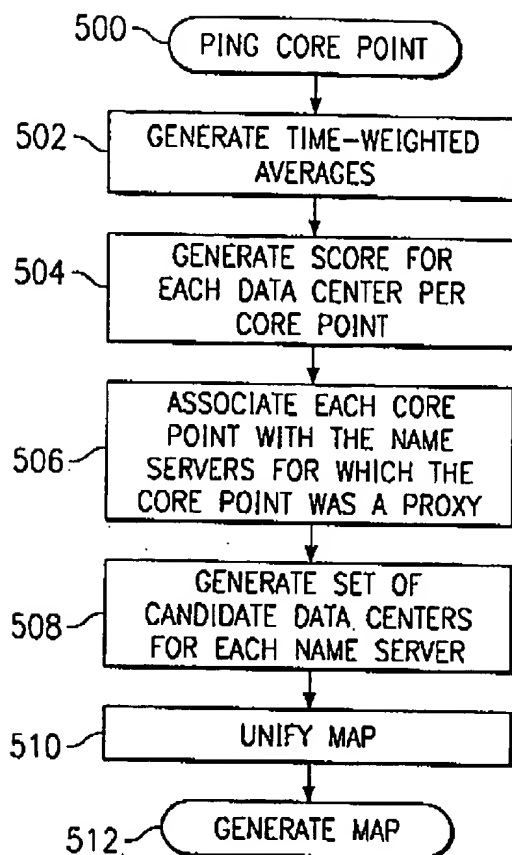 500 PING CORE POINT
502 GENERATE TIME-WEIGHTED
AVERAGES
504 GENERATE SCORE FOR
EACH DATA CENTER PER
CORE POINT
506 ASSOCIATE EACH CORE
POINT WITH THE NAME
SERVERS FOR WHICH THE
CORE POINT WAS A PROXY
508 GENERATE SET OF
CANDIDATE DATA CENTERS
FOR EACH NAME SERVER
510 UNIFY MAP
512 GENERATE MAP